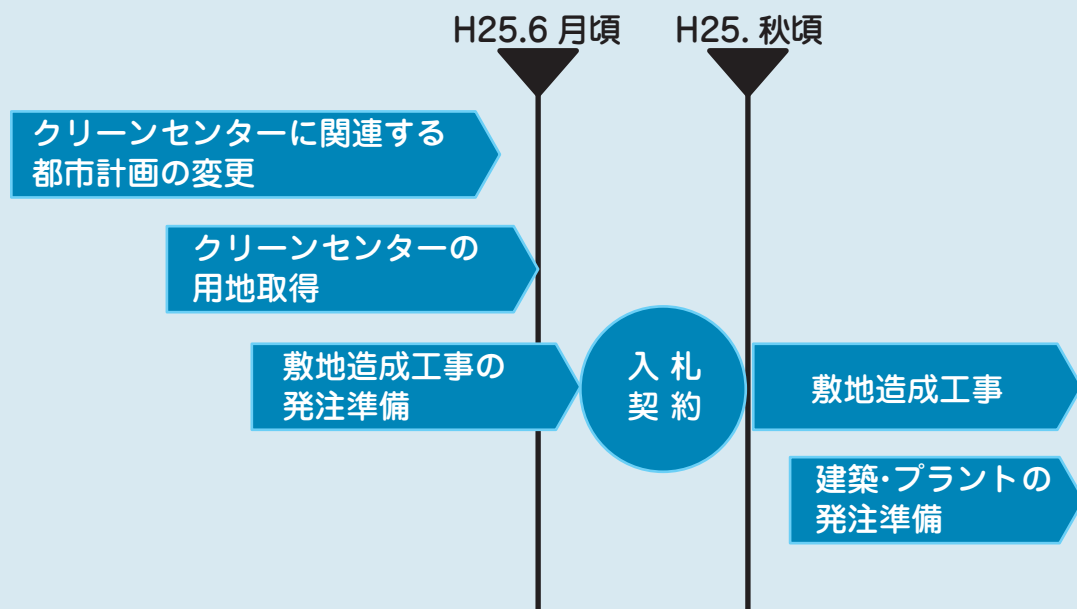 H25.6 月頃
H25. 秋頃
クリーンセンターに関連する
都市計画の変更
クリーンセンターの
用地取得
敷地造成工事の
発注準備
入 札
契 約
敷地造成工事
建築・プラントの
発注準備